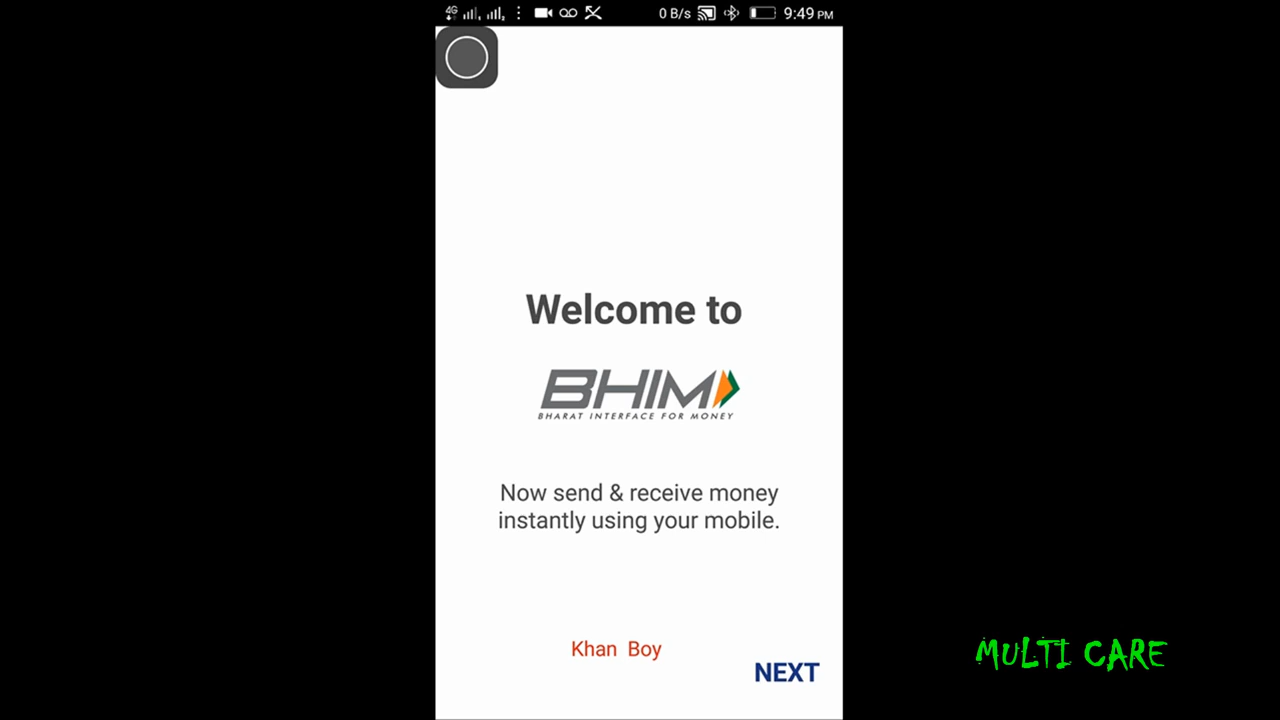 4G 0 B/s 9:49 PM
Welcome to
BHIM
BHARAT INTERFACE FOR MONEY
Now send & receive money
instantly using your mobile.
Khan Boy
NEXT
MULTI CARE